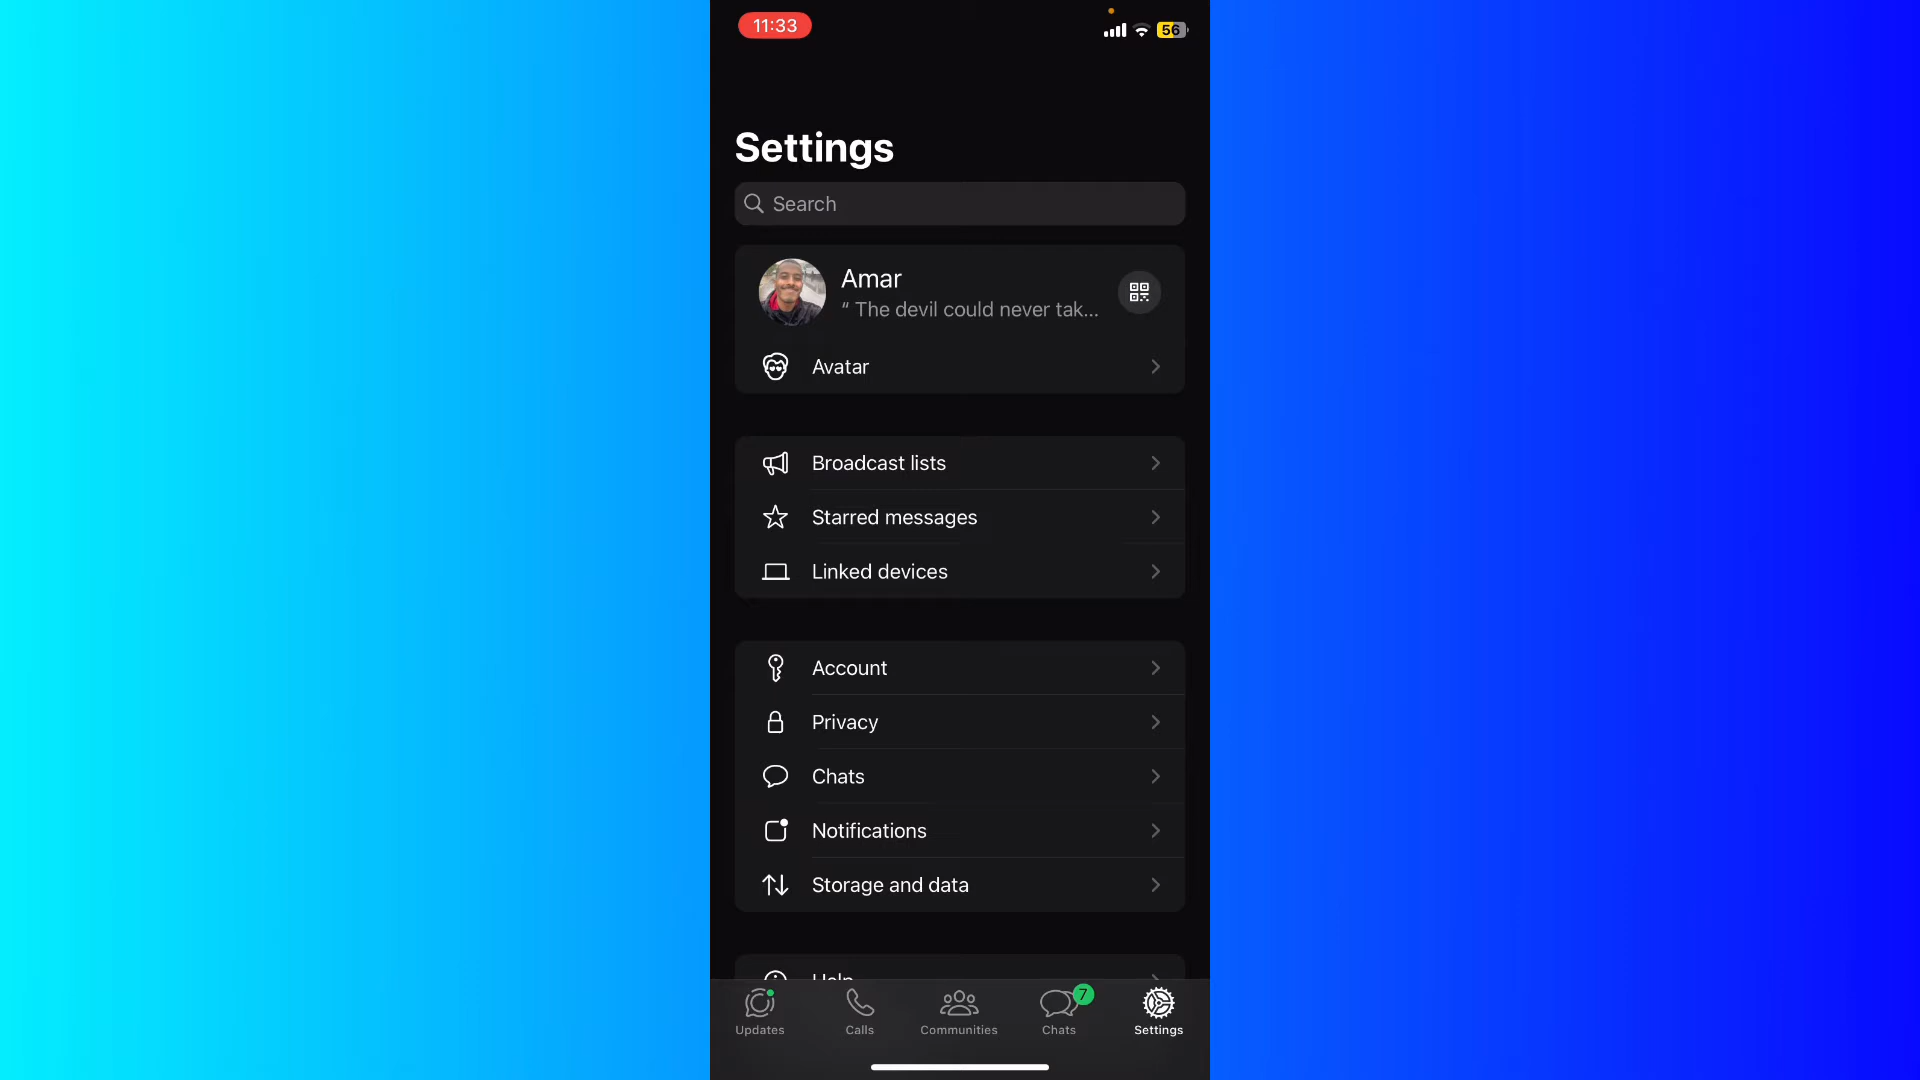 11:33
56
Settings
Search
Amar
“ The devil could never tak...
Avatar
Broadcast lists
Starred messages
Linked devices
Account
Privacy
Chats
Notifications
Storage and data
Help
7
Updates Calls Communities Chats Settings